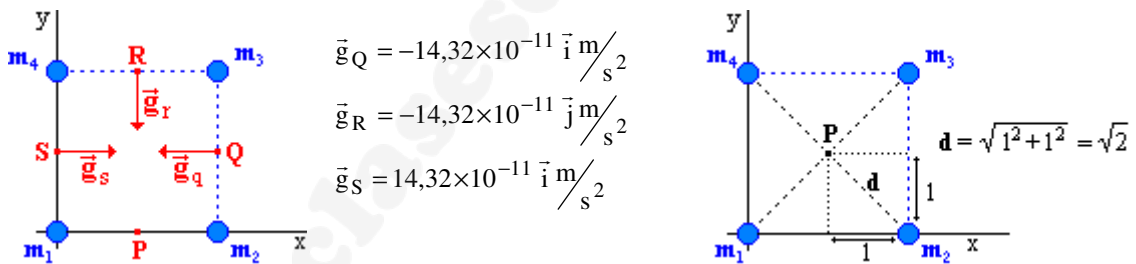 y
m4 R m3
g⃗r
S g⃗s g⃗q Q
m1 P m2 x
g⃗Q = −14,32×10⁻¹¹ i⃗ m/s²
g⃗R = −14,32×10⁻¹¹ j⃗ m/s²
g⃗S = 14,32×10⁻¹¹ i⃗ m/s²
y
m4 m3
P d = √1²+1² = √2
d 1
m1 1 m2 x
clases